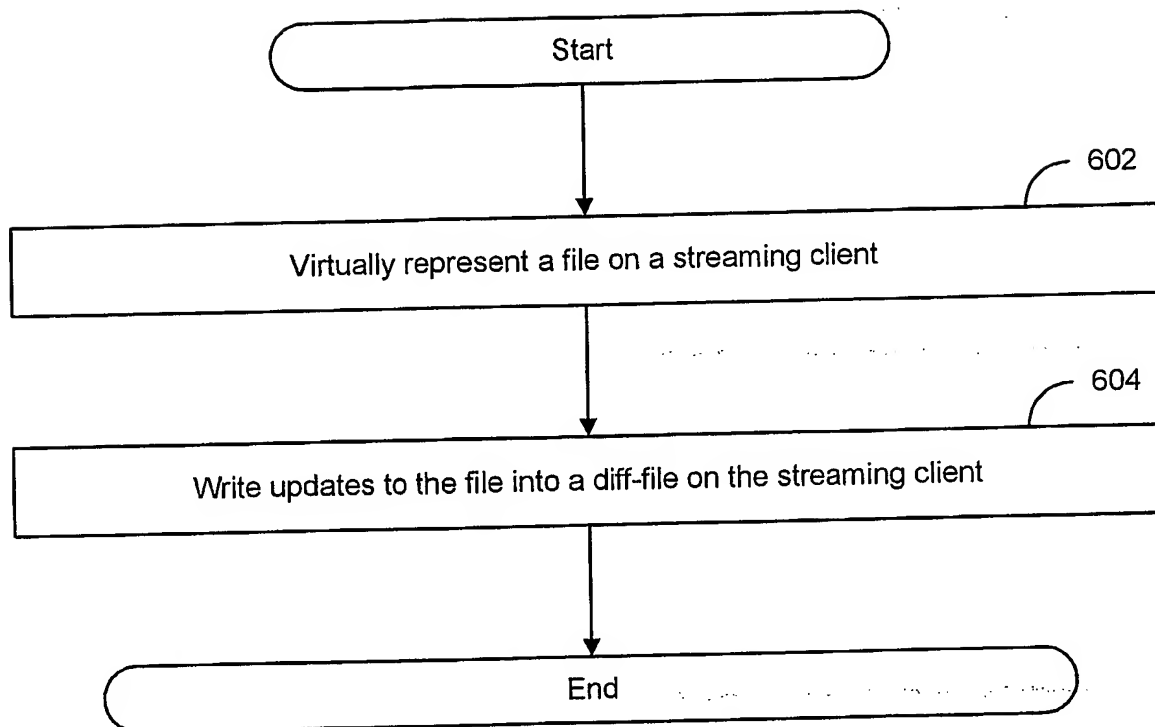 Start
602
Virtually represent a file on a streaming client
604
Write updates to the file into a diff-file on the streaming client
End